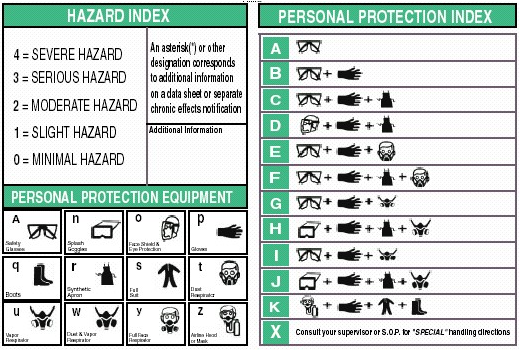 HAZARD INDEX
4 = SEVERE HAZARD
3 = SERIOUS HAZARD
2 = MODERATE HAZARD
1 = SLIGHT HAZARD
0 = MINIMAL HAZARD
An asterisk(*) or other
designation corresponds
to additional information
on a data sheet or separate
chronic effects notification
Additional Information
PERSONAL PROTECTION EQUIPMENT
A
Safety
Glasses
n
Splash
Goggles
o
Face Shield &
Eye Protection
p
Gloves
q
Boots
r
Synthetic
Apron
s
Full
Suit
t
Dust
Respirator
u
Vapor
Respirator
w
Dust & Vapor
Respirator
y
Full Face
Respirator
z
Airline Hood
or Mask
PERSONAL PROTECTION INDEX
A
B +
C + +
D + +
E + +
F + + +
G + +
H + + +
I + +
J + + +
K + + +
X Consult your supervisor or S.O.P. for "SPECIAL" handling directions